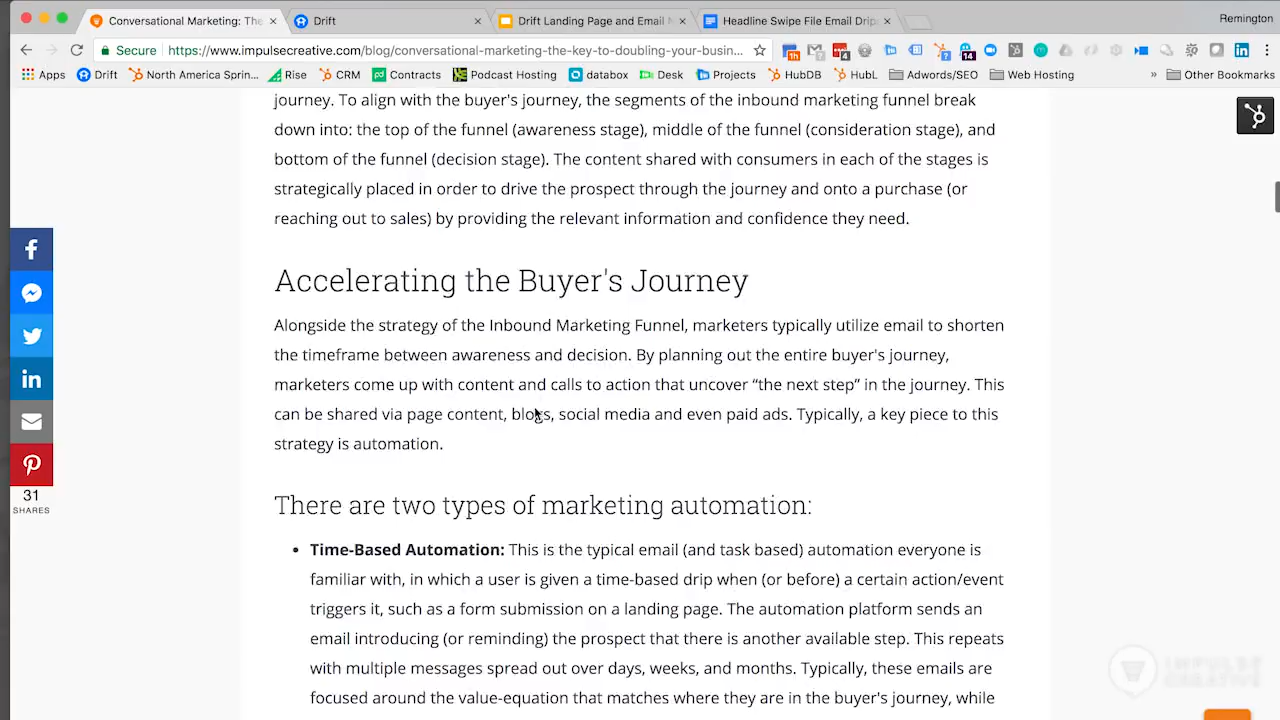 Conversational Marketing: The
Drift
Drift Landing Page and Email
Headline Swipe File Email Drip
Remington
Secure
https://www.impulsecreative.com/blog/conversational-marketing-the-key-to-doubling-your-busin...
Apps
Drift
North America Sprin...
Rise
CRM
Contracts
Podcast Hosting
databox
Desk
Projects
HubDB
HubL
Adwords/SEO
Web Hosting
»
Other Bookmarks
journey. To align with the buyer's journey, the segments of the inbound marketing funnel break
down into: the top of the funnel (awareness stage), middle of the funnel (consideration stage), and
bottom of the funnel (decision stage). The content shared with consumers in each of the stages is
strategically placed in order to drive the prospect through the journey and onto a purchase (or
reaching out to sales) by providing the relevant information and confidence they need.
Accelerating the Buyer's Journey
Alongside the strategy of the Inbound Marketing Funnel, marketers typically utilize email to shorten
the timeframe between awareness and decision. By planning out the entire buyer's journey,
marketers come up with content and calls to action that uncover “the next step” in the journey. This
can be shared via page content, blogs, social media and even paid ads. Typically, a key piece to this
strategy is automation.
There are two types of marketing automation:
• Time-Based Automation: This is the typical email (and task based) automation everyone is
familiar with, in which a user is given a time-based drip when (or before) a certain action/event
triggers it, such as a form submission on a landing page. The automation platform sends an
email introducing (or reminding) the prospect that there is another available step. This repeats
with multiple messages spread out over days, weeks, and months. Typically, these emails are
focused around the value-equation that matches where they are in the buyer's journey, while
31
SHARES
IMPULSE
CREATIVE